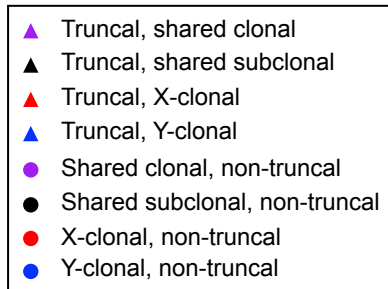 Truncal, shared clonal
Truncal, shared subclonal
Truncal, X-clonal
Truncal, Y-clonal
Shared clonal, non-truncal
Shared subclonal, non-truncal
X-clonal, non-truncal
Y-clonal, non-truncal